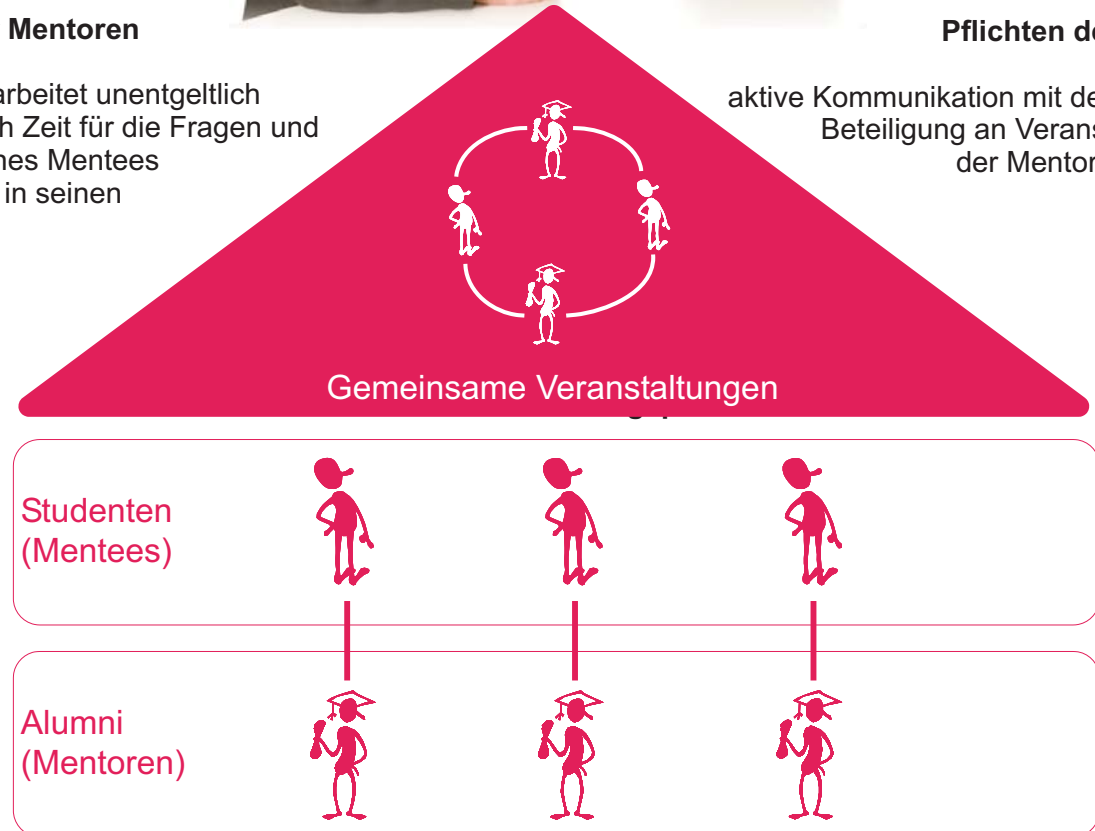 Mentoren
arbeitet unentgeltlich
h Zeit für die Fragen und
nes Mentees
in seinen
Pflichten de
aktive Kommunikation mit de
Beteiligung an Verans
der Mentor
Gemeinsame Veranstaltungen
Studenten
(Mentees)
Alumni
(Mentoren)